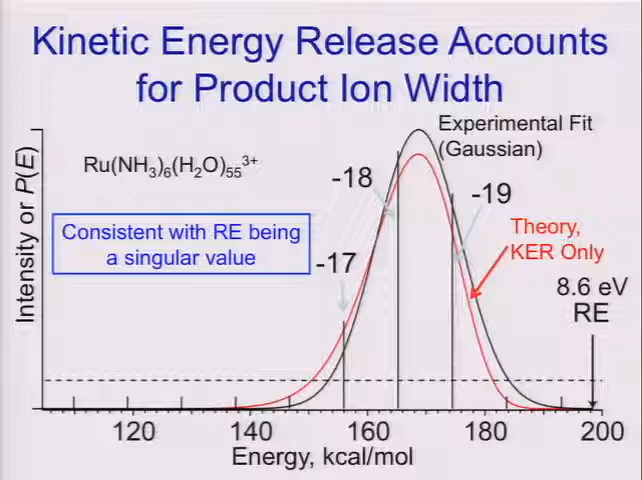 Kinetic Energy Release Accounts
for Product Ion Width
Experimental Fit
(Gaussian)
Ru(NH₃)₆(H₂O)₅₅³⁺
-18
-19
Consistent with RE being
a singular value
-17
Theory,
KER Only
8.6 eV
RE
Intensity or P(E)
120 140 160 180 200
Energy, kcal/mol